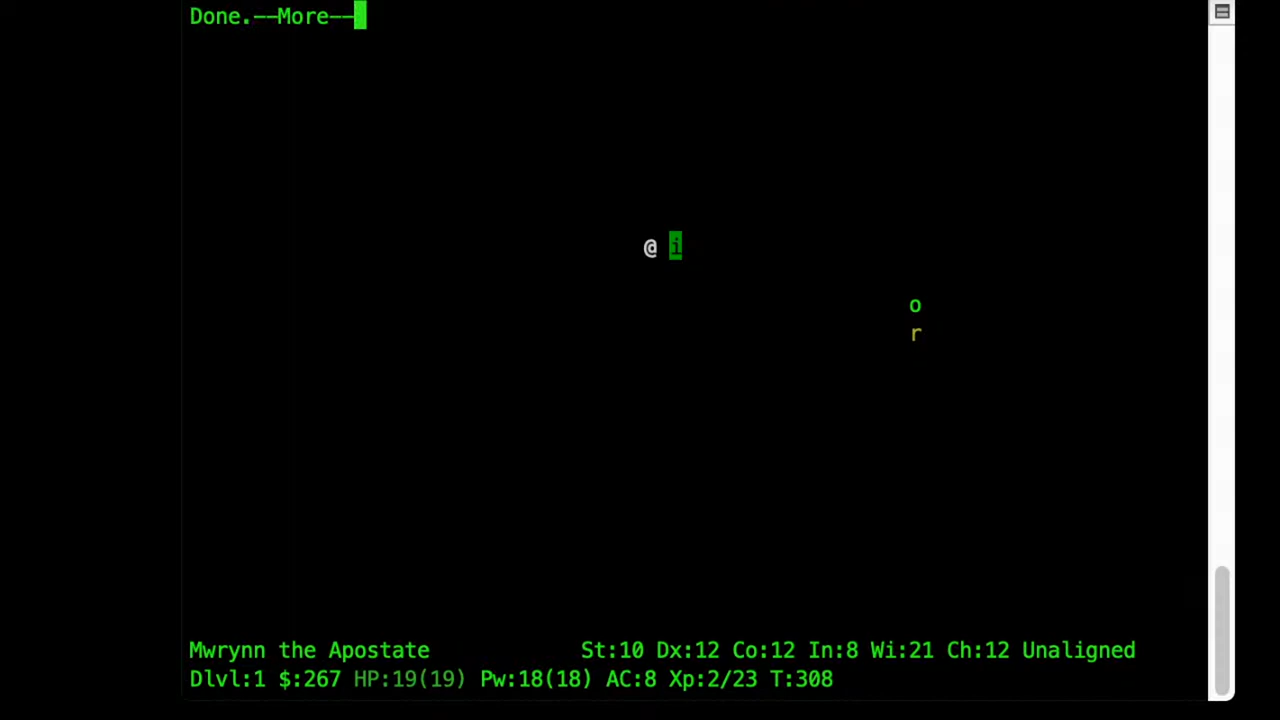 Done.--More--
@ i
o
r
Mwrynn the Apostate St:10 Dx:12 Co:12 In:8 Wi:21 Ch:12 Unaligned
Dlvl:1 $:267 HP:19(19) Pw:18(18) AC:8 Xp:2/23 T:308